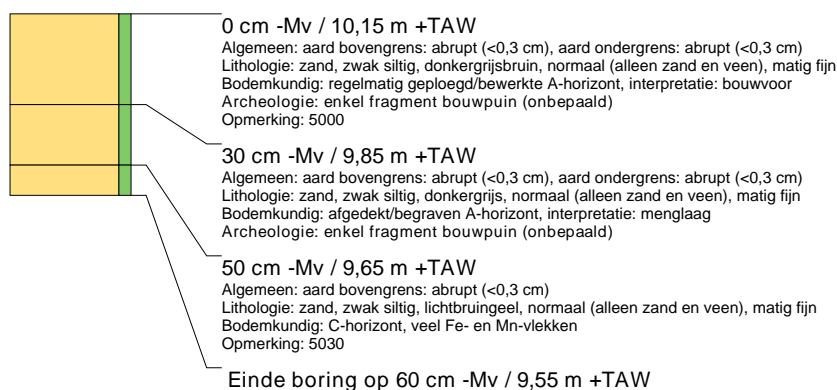 0 cm -Mv / 10,15 m +TAW
Algemeen: aard bovengrens: abrupt (<0,3 cm), aard ondergrens: abrupt (<0,3 cm)
Lithologie: zand, zwak siltig, donkergrijsbruin, normaal (alleen zand en veen), matig fijn
Bodemkundig: regelmatig geploegd/bewerkte A-horizont, interpretatie: bouwvoor
Archeologie: enkel fragment bouwpuin (onbepaald)
Opmerking: 5000
30 cm -Mv / 9,85 m +TAW
Algemeen: aard bovengrens: abrupt (<0,3 cm), aard ondergrens: abrupt (<0,3 cm)
Lithologie: zand, zwak siltig, donkergrijs, normaal (alleen zand en veen), matig fijn
Bodemkundig: afgedekt/begraven A-horizont, interpretatie: menglaag
Archeologie: enkel fragment bouwpuin (onbepaald)
50 cm -Mv / 9,65 m +TAW
Algemeen: aard bovengrens: abrupt (<0,3 cm)
Lithologie: zand, zwak siltig, lichtbruingeel, normaal (alleen zand en veen), matig fijn
Bodemkundig: C-horizont, veel Fe- en Mn-vlekken
Opmerking: 5030
Einde boring op 60 cm -Mv / 9,55 m +TAW